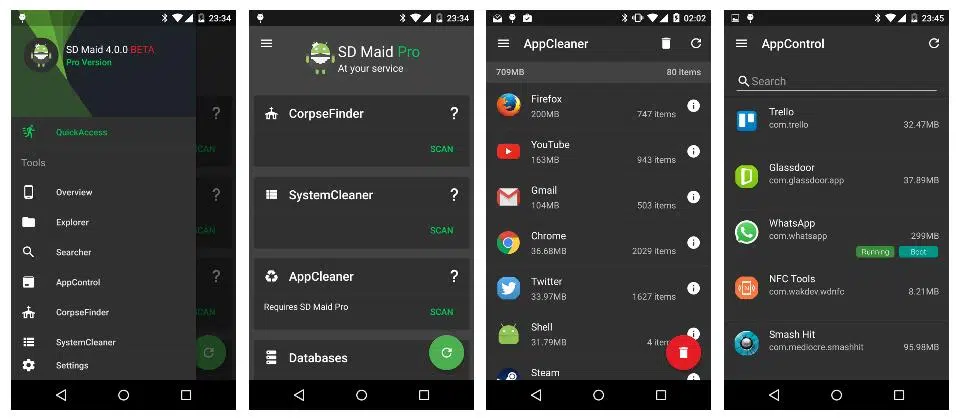 23:34
SD Maid 4.0.0 BETA
Pro Version
QuickAccess
Tools
Overview
Explorer
Searcher
AppControl
CorpseFinder
SystemCleaner
Settings
?
CAN
?
CAN
?
23:34
SD Maid Pro
At your service
CorpseFinder
?
SCAN
SystemCleaner
?
SCAN
AppCleaner
?
Requires SD Maid Pro
SCAN
Databases
02:02
AppCleaner
709MB 80 items
Firefox
200MB 747 items
YouTube
163MB 943 items
Gmail
104MB 503 items
Chrome
36.68MB 2029 items
Twitter
33.97MB 1627 items
Shell
31.79MB 4 item
Steam
23:45
AppControl
Search
Trello
com.trello 32.47MB
Glassdoor
com.glassdoor.app 37.89MB
WhatsApp
com.whatsapp 299MB
Running Boot
NFC Tools
com.wakdev.wdnfc 8.21MB
Smash Hit
com.mediocre.smashhit 95.98MB